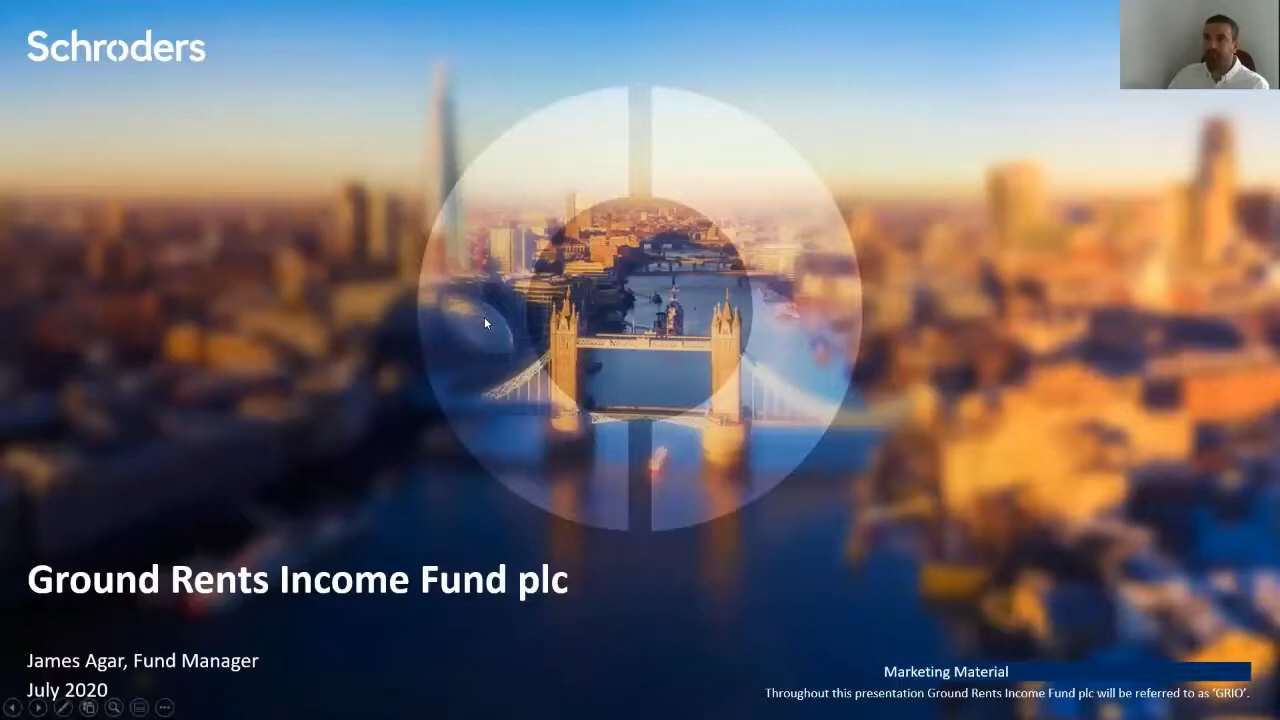 Schroders
Ground Rents Income Fund plc
James Agar, Fund Manager
July 2020
Marketing Material
Throughout this presentation Ground Rents Income Fund plc will be referred to as ‘GRIO’.